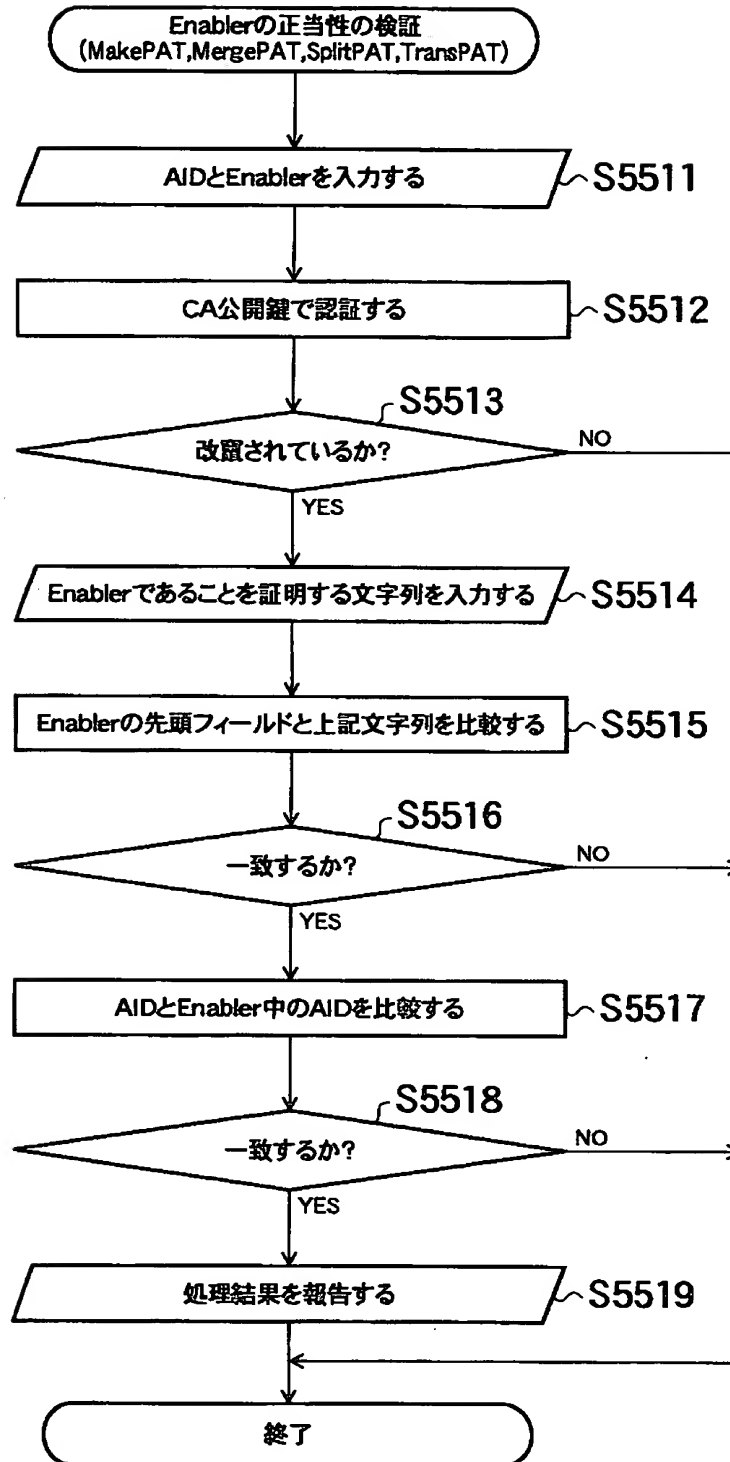 Enablerの正当性の検証
(MakePAT,MergePAT,SplitPAT,TransPAT)
AIDとEnablerを入力する
S5511
CA公開鍵で認証する
S5512
S5513
改竄されているか?
NO
YES
Enablerであることを証明する文字列を入力する
S5514
Enablerの先頭フィールドと上記文字列を比較する
S5515
S5516
一致するか?
NO
YES
AIDとEnabler中のAIDを比較する
S5517
S5518
一致するか?
NO
YES
処理結果を報告する
S5519
終了